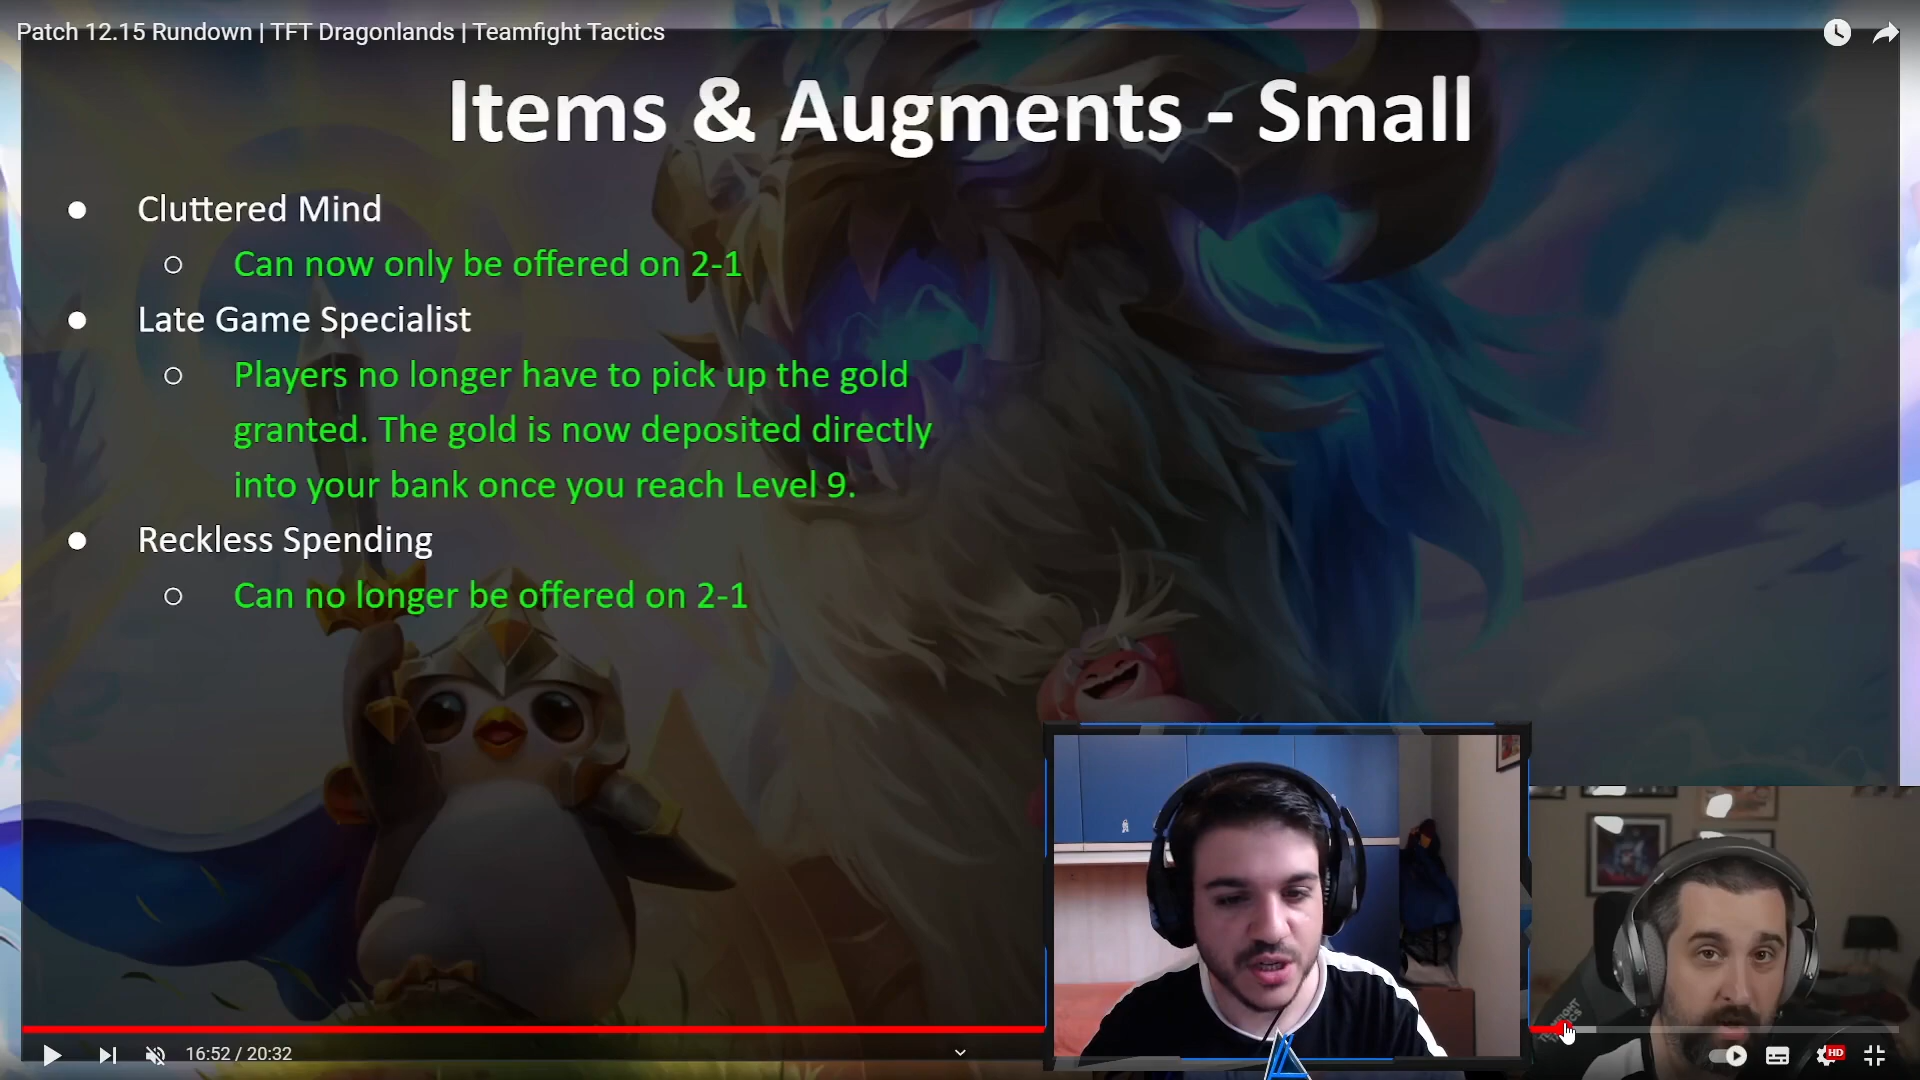 Patch 12.15 Rundown | TFT Dragonlands | Teamfight Tactics
Items & Augments - Small
● Cluttered Mind
○ Can now only be offered on 2-1
● Late Game Specialist
○ Players no longer have to pick up the gold
granted. The gold is now deposited directly
into your bank once you reach Level 9.
● Reckless Spending
○ Can no longer be offered on 2-1
16:52 / 20:32
HD